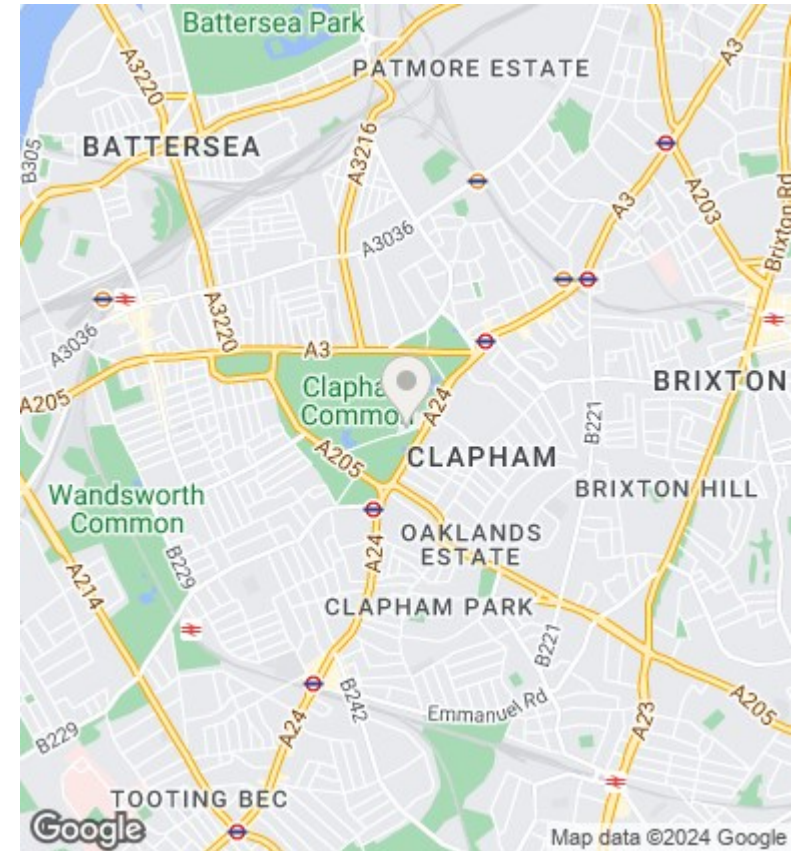 Battersea Park
PATMORE ESTATE
A3
A3220
A3216
B305
BATTERSEA
A203
A3
A3036
Brixton Rd
A3220
A3036
A3
BRIXTON
A205
Clapha
Common
A24
B221
CLAPHAM
A205
BRIXTON HILL
Wandsworth
Common
B229
OAKLANDS
ESTATE
A24
A214
CLAPHAM PARK
B221
B242
Emmanuel Rd
A205
A23
A24
B229
TOOTING BEC
Google
Map data ©2024 Google